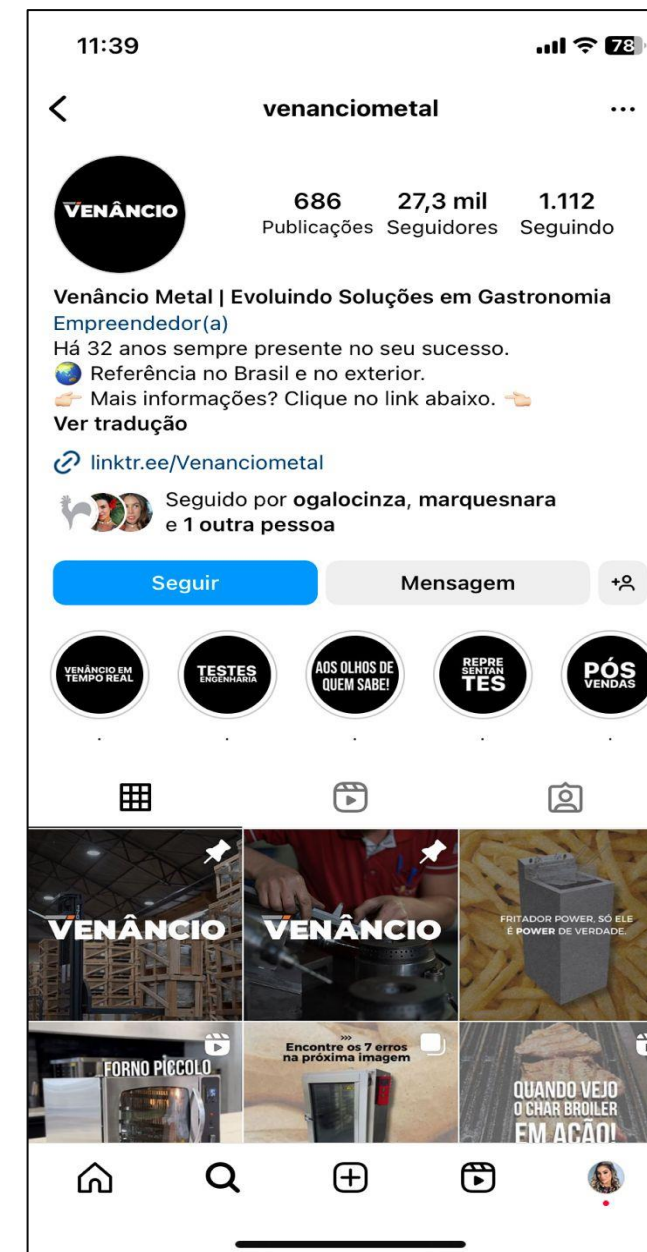 11:39
78
venanciometal
VENÂNCIO
686
27,3 mil
1.112
Publicações
Seguidores
Seguindo
Venâncio Metal | Evoluindo Soluções em Gastronomia
Empreendedor(a)
Há 32 anos sempre presente no seu sucesso.
🌏 Referência no Brasil e no exterior.
👉🏻 Mais informações? Clique no link abaixo. 👈🏻
Ver tradução
linktr.ee/Venanciometal
Seguido por ogalocinza, marquesnara
e 1 outra pessoa
Seguir
Mensagem
VENÂNCIO EM
TEMPO REAL
TESTES
ENGENHARIA
AOS OLHOS DE
QUEM SABE!
REPRE
SENTAN
TES
PÓS
VENDAS
VENÂNCIO
VENÂNCIO
FRITADOR POWER, SÓ ELE
É POWER DE VERDADE.
FORNO PICCOLO
>>>
Encontre os 7 erros
na próxima imagem
QUANDO VEJO
O CHAR BROILER
EM AÇÃO!